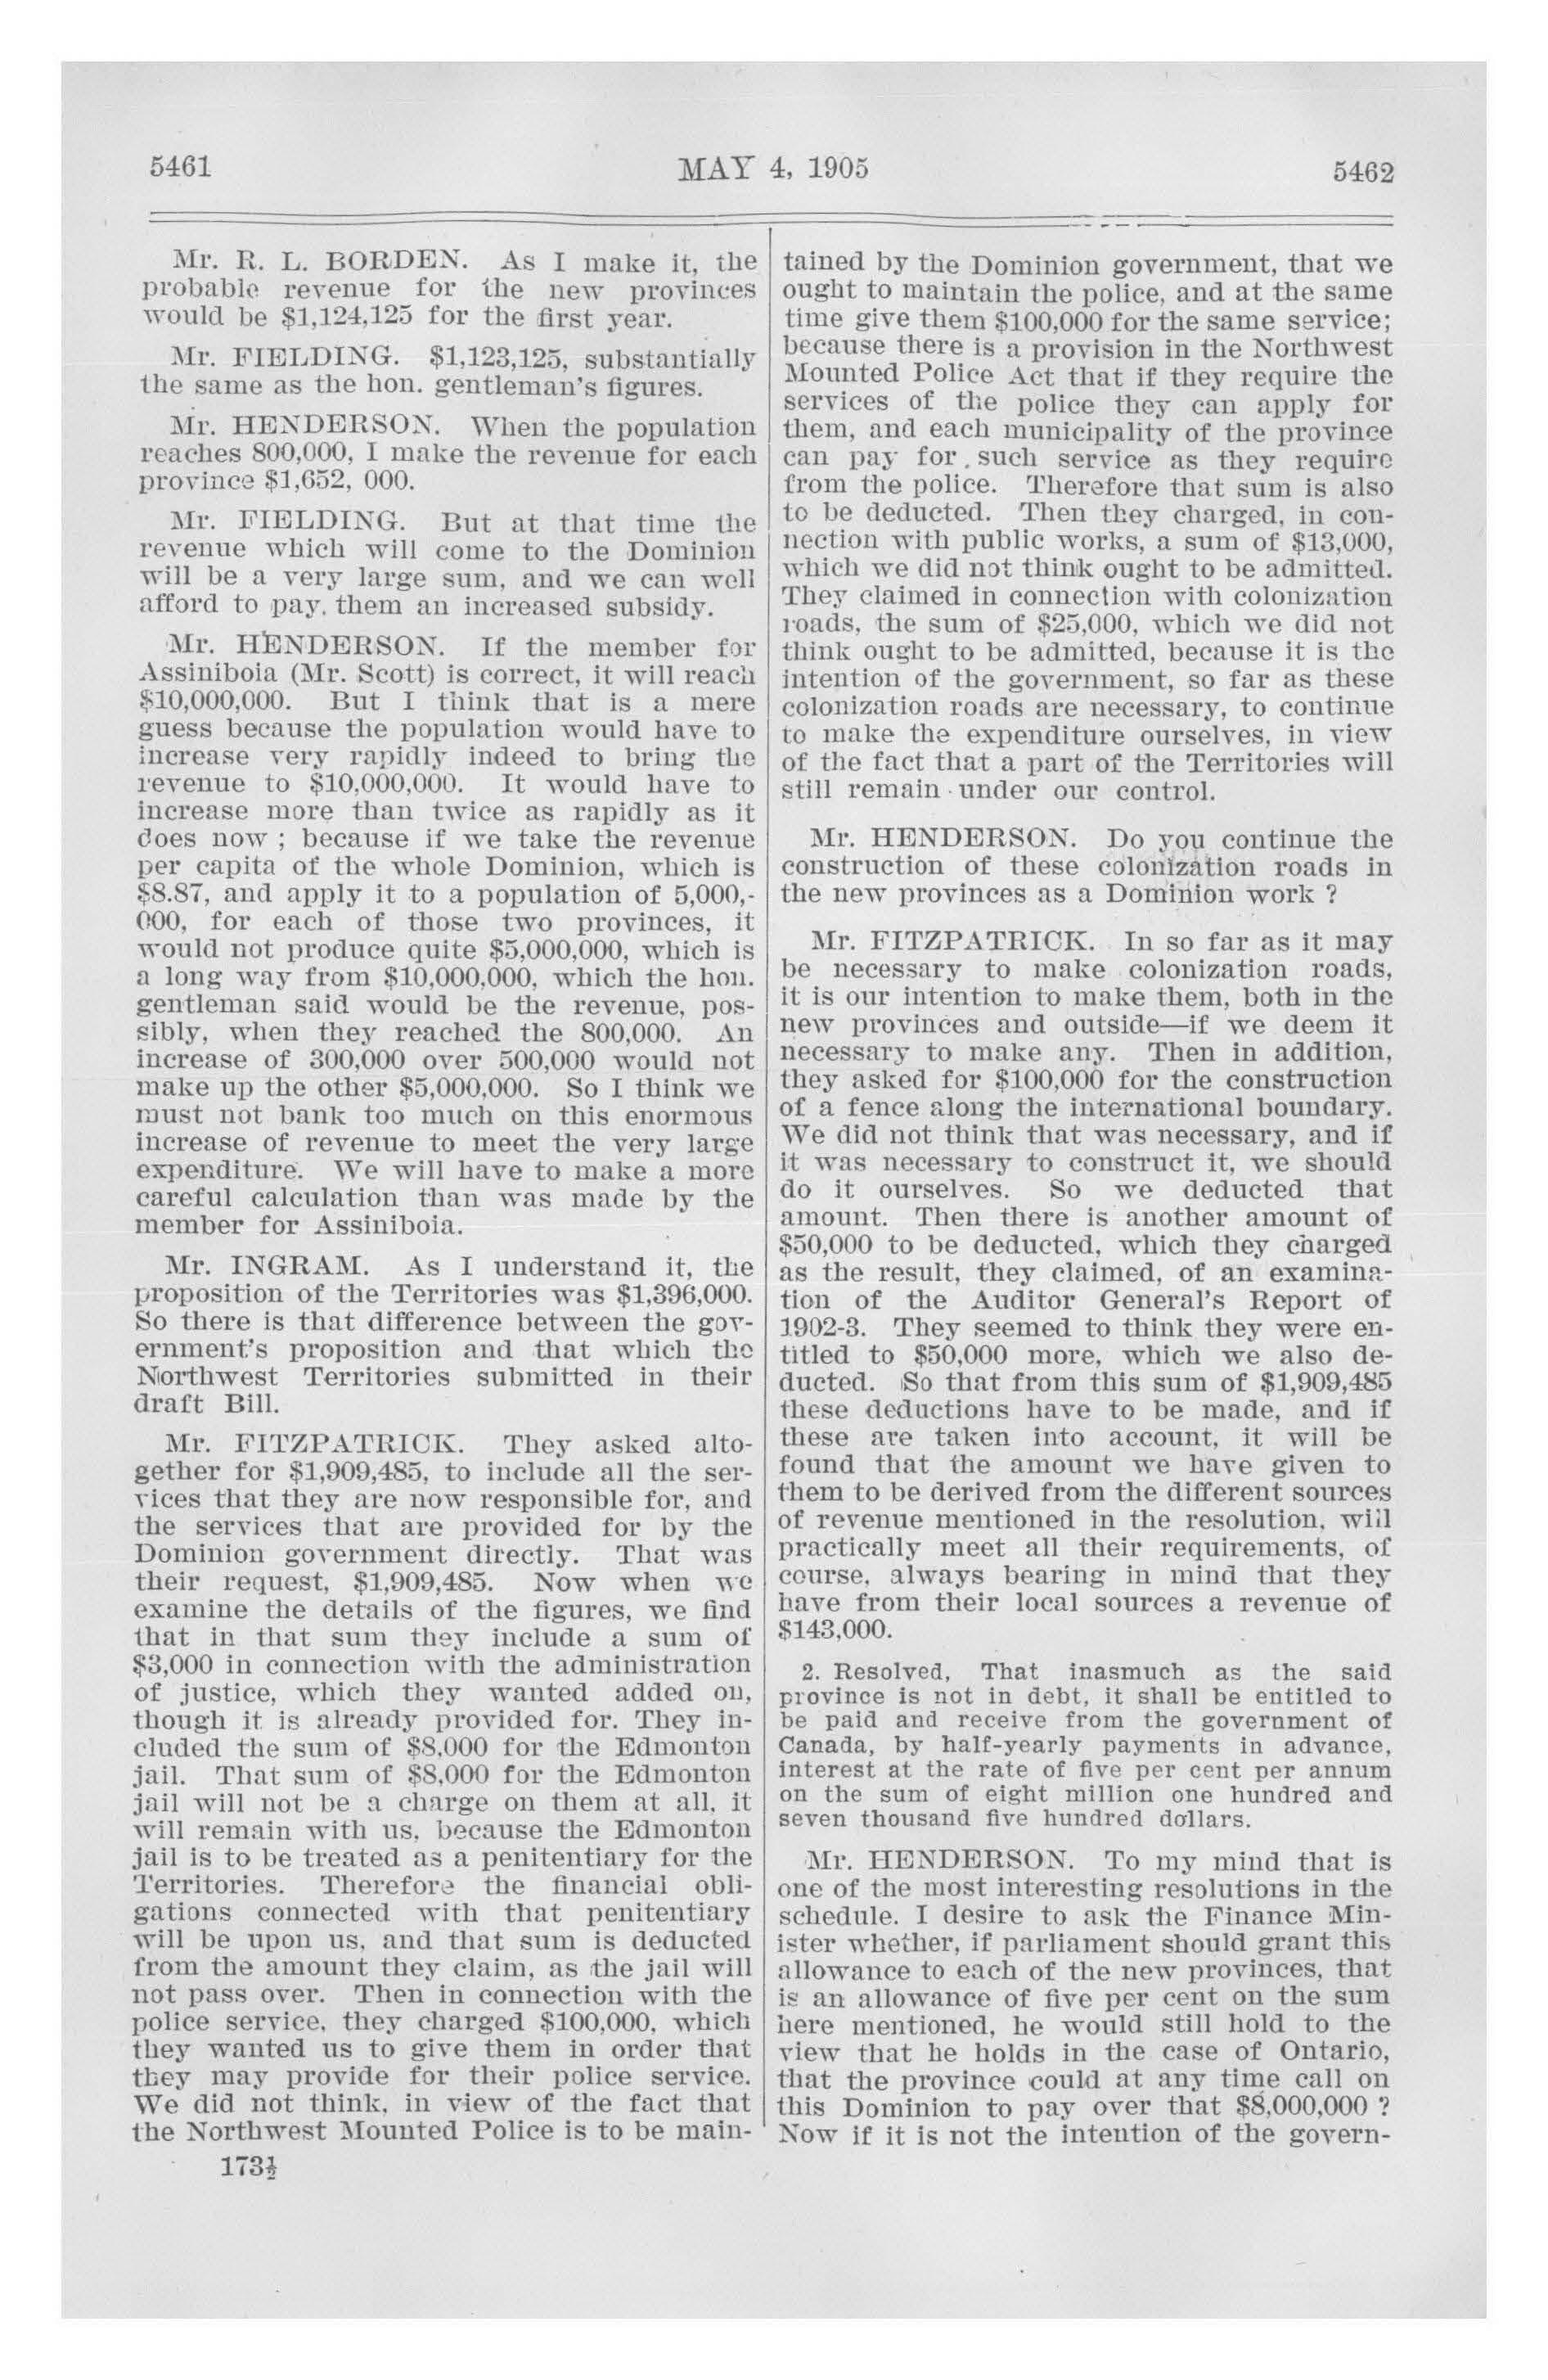 5461
MAY 4, 1905
5462
Mr. R. L. BORDEN. As I make it, the
probable revenue for the new provinces
would be $1,124,125 for the first year.
Mr. FIELDING. $1,123,125, substantially
the same as the hon. gentleman's figures.
Mr. HENDERSON. When the population
reaches 800,000, I make the revenue for each
province $1,652, 000.
Mr. FIELDING. But at that time the
revenue which will come to the Dominion
will be a very large sum, and we can well
afford to pay. them an increased subsidy.
Mr. HENDERSON. If the member for
Assiniboia (Mr. Scott) is correct, it will reach
$10,000,000. But I think that is a mere
guess because the population would have to
increase very rapidly indeed to bring the
revenue to $10,000,000. It would have to
increase more than twice as rapidly as it
does now ; because if we take the revenue
per capita of the whole Dominion, which is
$8.87, and apply it to a population of 5,000,-
000, for each of those two provinces, it
would not produce quite $5,000,000, which is
a long way from $10,000,000, which the hon.
gentleman said would be the revenue, pos-
sibly, when they reached the 800,000. An
increase of 300,000 over 500,000 would not
make up the other $5,000,000. So I think we
must not bank too much on this enormous
increase of revenue to meet the very large
expenditure. We will have to make a more
careful calculation than was made by the
member for Assiniboia.
Mr. INGRAM. As I understand it, the
proposition of the Territories was $1,396,000.
So there is that difference between the gov-
ernment's proposition and that which the
Northwest Territories submitted in their
draft Bill.
Mr. FITZPATRICK. They asked alto-
gether for $1,909,485, to include all the ser-
vices that they are now responsible for, and
the services that are provided for by the
Dominion government directly. That was
their request, $1,909,485. Now when we
examine the details of the figures, we find
that in that sum they include a sum of
$3,000 in connection with the administration
of justice, which they wanted added on,
though it is already provided for. They in-
cluded the sum of $8,000 for the Edmonton
jail. That sum of $8,000 for the Edmonton
jail will not be a charge on them at all, it
will remain with us, because the Edmonton
jail is to be treated as a penitentiary for the
Territories. Therefore the financial obli-
gations connected with that penitentiary
will be upon us, and that sum is deducted
from the amount they claim, as the jail will
not pass over. Then in connection with the
police service, they charged $100,000, which
they wanted us to give them in order that
they may provide for their police service.
We did not think, in view of the fact that
the Northwest Mounted Police is to be main-
173½
tained by the Dominion government, that we
ought to maintain the police, and at the same
time give them $100,000 for the same service;
because there is a provision in the Northwest
Mounted Police Act that if they require the
services of the police they can apply for
them, and each municipality of the province
can pay for such service as they require
from the police. Therefore that sum is also
to be deducted. Then they charged, in con-
nection with public works, a sum of $13,000,
which we did not think ought to be admitted.
They claimed in connection with colonization
roads, the sum of $25,000, which we did not
think ought to be admitted, because it is the
intention of the government, so far as these
colonization roads are necessary, to continue
to make the expenditure ourselves, in view
of the fact that a part of the Territories will
still remain under our control.
Mr. HENDERSON. Do you continue the
construction of these colonization roads in
the new provinces as a Dominion work ?
Mr. FITZPATRICK. In so far as it may
be necessary to make colonization roads,
it is our intention to make them, both in the
new provinces and outside—if we deem it
necessary to make any. Then in addition,
they asked for $100,000 for the construction
of a fence along the international boundary.
We did not think that was necessary, and if
it was necessary to construct it, we should
do it ourselves. So we deducted that
amount. Then there is another amount of
$50,000 to be deducted, which they charged
as the result, they claimed, of an examina-
tion of the Auditor General's Report of
1902-3. They seemed to think they were en-
titled to $50,000 more, which we also de-
ducted. So that from this sum of $1,909,485
these deductions have to be made, and if
these are taken into account, it will be
found that the amount we have given to
them to be derived from the different sources
of revenue mentioned in the resolution, will
practically meet all their requirements, of
course, always bearing in mind that they
have from their local sources a revenue of
$143,000.
2. Resolved, That inasmuch as the said
province is not in debt, it shall be entitled to
be paid and receive from the government of
Canada, by half-yearly payments in advance,
interest at the rate of five per cent per annum
on the sum of eight million one hundred and
seven thousand five hundred dollars.
Mr. HENDERSON. To my mind that is
one of the most interesting resolutions in the
schedule. I desire to ask the Finance Min-
ister whether, if parliament should grant this
allowance to each of the new provinces, that
is an allowance of five per cent on the sum
here mentioned, he would still hold to the
view that he holds in the case of Ontario,
that the province could at any time call on
this Dominion to pay over that $8,000,000 ?
Now if it is not the intention of the govern-